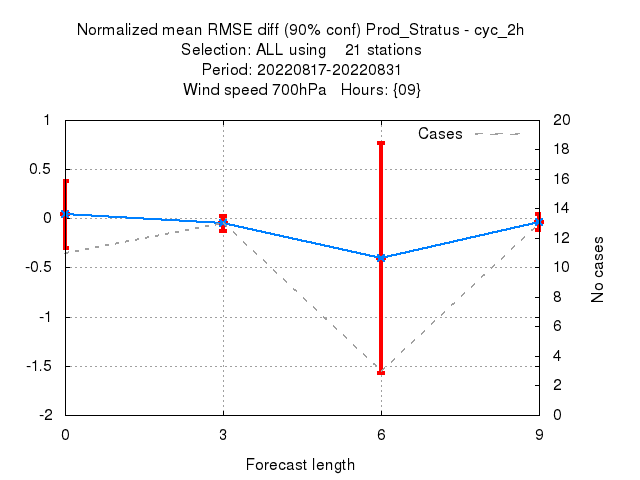 Normalized mean RMSE diff (90% conf) Prod_Stratus - cyc_2h
Selection: ALL using    21 stations
Period: 20220817-20220831
Wind speed 700hPa   Hours: {09}
Cases
1
0.5
0
-0.5
-1
-1.5
-2
20
18
16
14
12
10
8
6
4
2
0
No cases
0 3 6 9
Forecast length